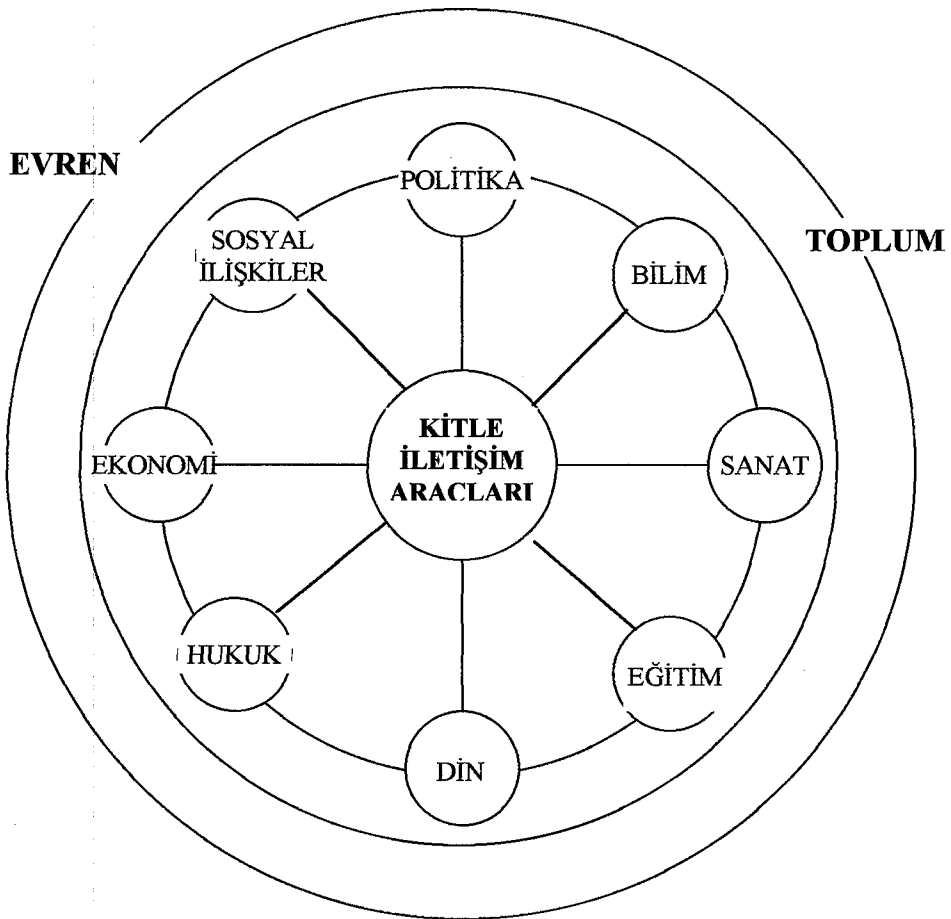 EVREN
POLİTİKA
SOSYAL
İLİŞKİLER
TOPLUM
BİLİM
KİTLE
İLETİŞİM
ARACLARI
EKONOMİ
SANAT
HUKUK
EĞİTİM
DİN